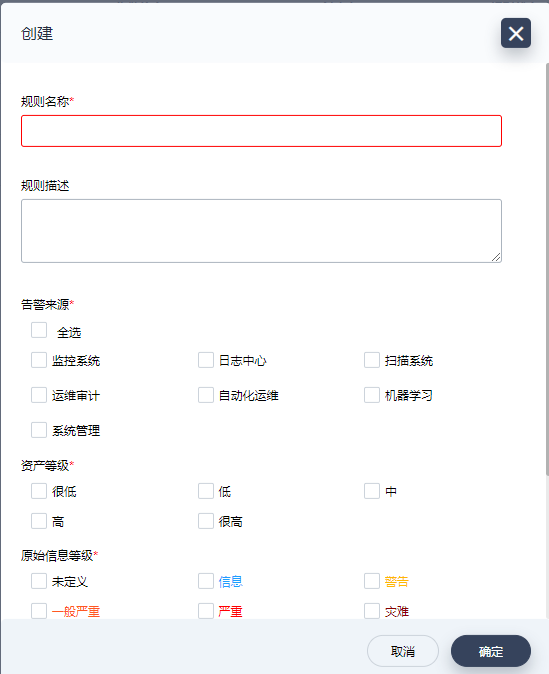 创建
规则名称*
规则描述
告警来源*
全选
监控系统 日志中心 扫描系统
运维审计 自动化运维 机器学习
系统管理
资产等级*
很低 低 中
高 很高
原始信息等级*
未定义 信息 警告
一般严重 严重 灾难
取消 确定